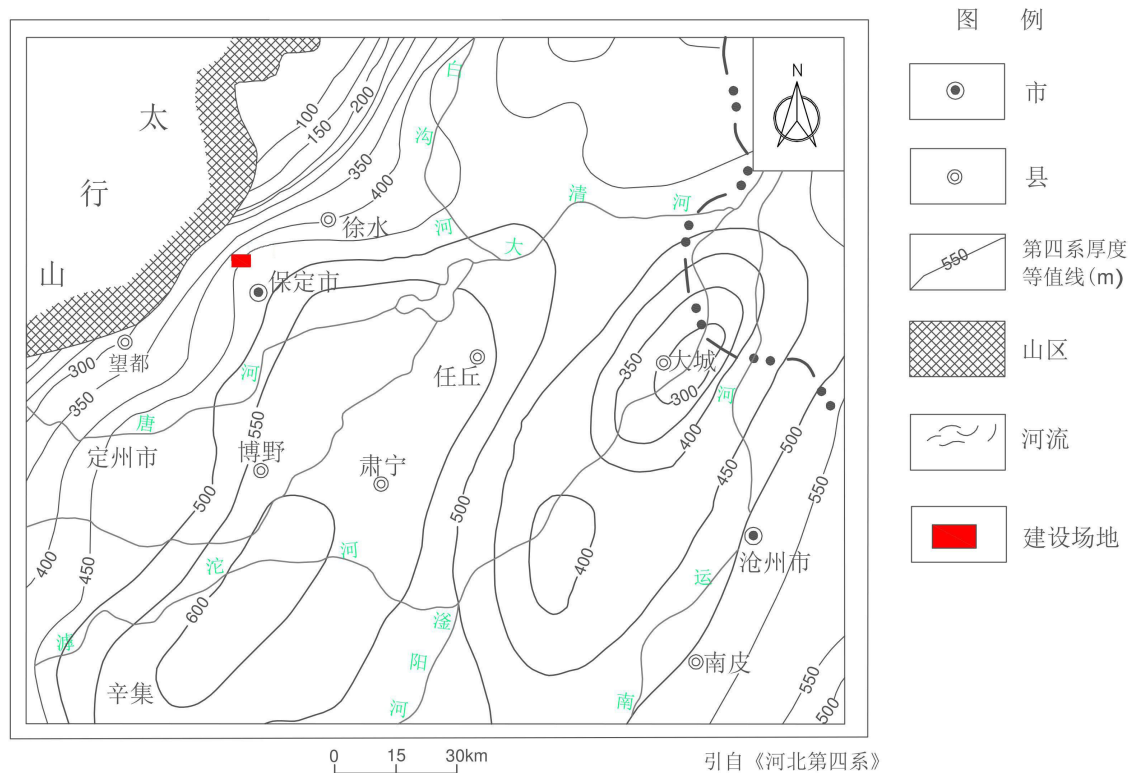 图 例
市
县
550
第四系厚度
等值线(m)
山区
河流
建设场地
N
太
行
山
100
150
200
350
400
白
沟
河
徐水
大
清
河
保定市
望都
300
350
任丘
河
唐
550
定州市
博野
肃宁
500
500
350
大城
300
河
400
450
500
550
400
沧州市
400
450
沱
河
600
滹
滏
阳
河
运
南
南皮
辛集
550
500
0 15 30km
引自《河北第四系》